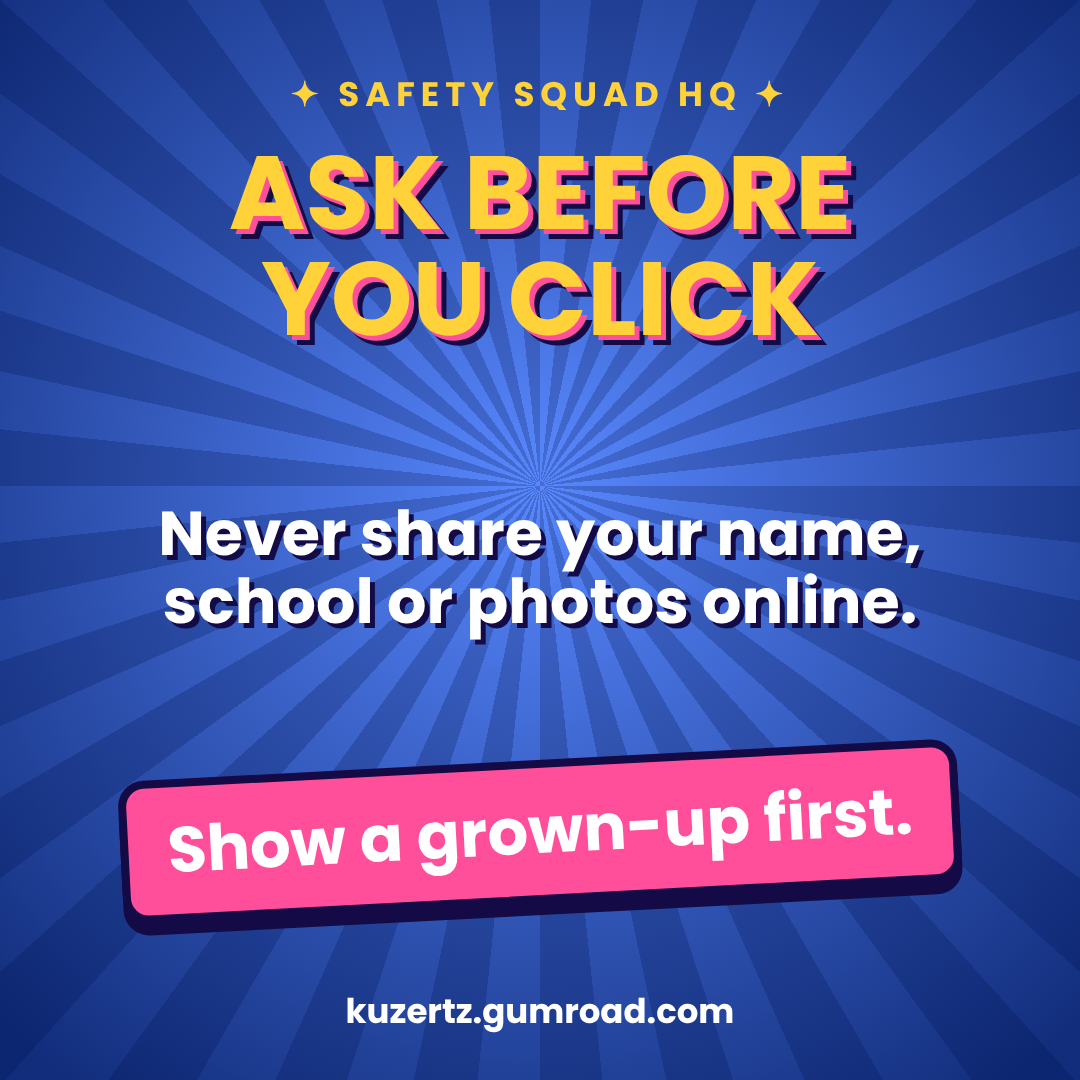 ✦ SAFETY SQUAD HQ ✦
ASK BEFORE
YOU CLICK
Never share your name,
school or photos online.
Show a grown-up first.
kuzertz.gumroad.com